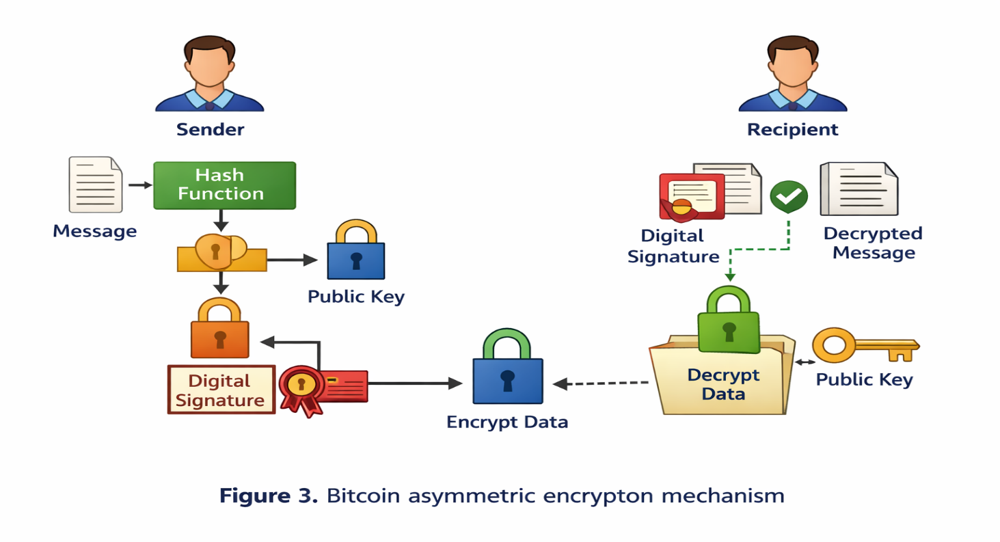 Sender
Recipient
Hash
Function
Message
Public Key
Digital
Signature
Encrypt Data
Digital
Signature
Decrypted
Message
Decrypt
Data
Public Key
Figure 3. Bitcoin asymmetric encrypton mechanism